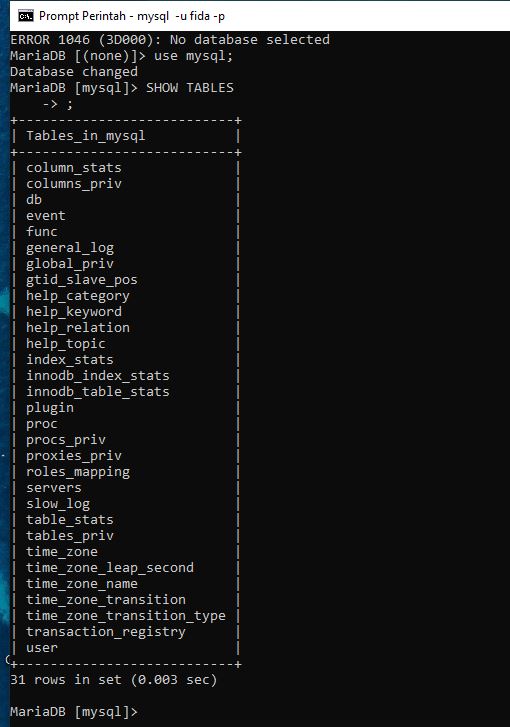 Prompt Perintah - mysql  -u fida -p
ERROR 1046 (3D000): No database selected
MariaDB [(none)]> use mysql;
Database changed
MariaDB [mysql]> SHOW TABLES
    -> ;
+---------------------------+
| Tables_in_mysql           |
+---------------------------+
| column_stats              |
| columns_priv              |
| db                        |
| event                     |
| func                      |
| general_log               |
| global_priv               |
| gtid_slave_pos            |
| help_category             |
| help_keyword              |
| help_relation             |
| help_topic                |
| index_stats               |
| innodb_index_stats        |
| innodb_table_stats        |
| plugin                    |
| proc                      |
| procs_priv                |
| proxies_priv              |
| roles_mapping             |
| servers                   |
| slow_log                  |
| table_stats               |
| tables_priv               |
| time_zone                 |
| time_zone_leap_second     |
| time_zone_name            |
| time_zone_transition      |
| time_zone_transition_type |
| transaction_registry      |
| user                      |
+---------------------------+
31 rows in set (0.003 sec)
MariaDB [mysql]>